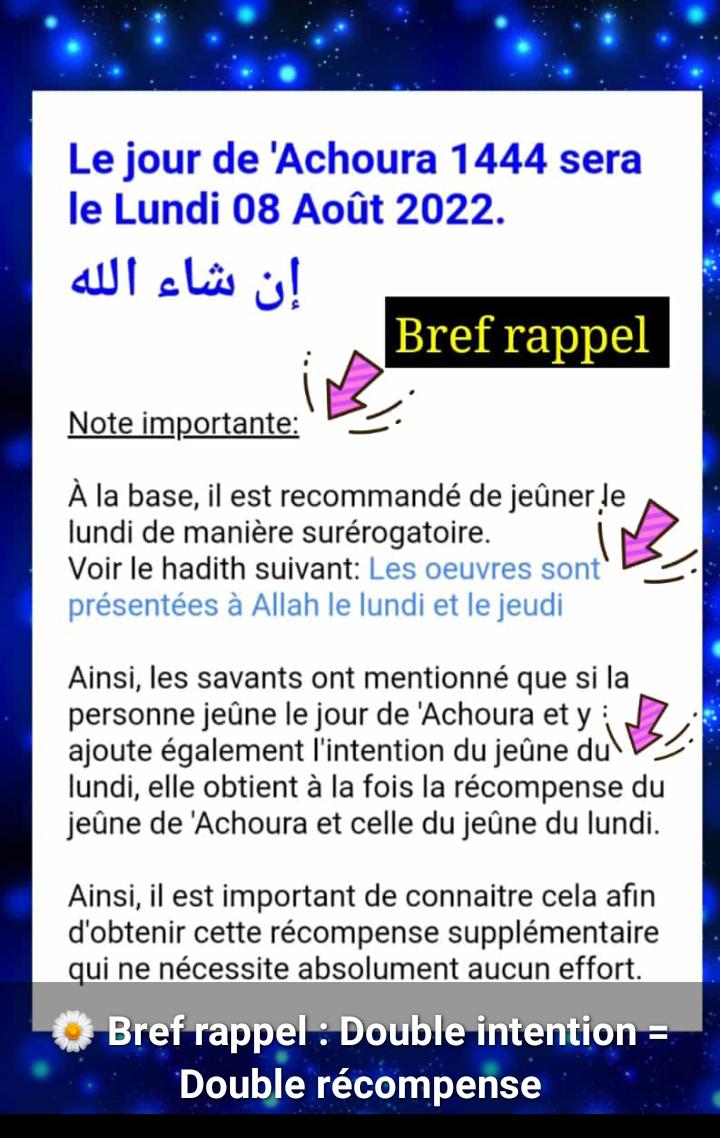 Le jour de 'Achoura 1444 sera
le Lundi 08 Août 2022.
إن شاء الله
Bref rappel
Note importante:
À la base, il est recommandé de jeûner le
lundi de manière surérogatoire.
Voir le hadith suivant: Les oeuvres sont
présentées à Allah le lundi et le jeudi
Ainsi, les savants ont mentionné que si la
personne jeûne le jour de 'Achoura et y
ajoute également l'intention du jeûne du
lundi, elle obtient à la fois la récompense du
jeûne de 'Achoura et celle du jeûne du lundi.
Ainsi, il est important de connaitre cela afin
d'obtenir cette récompense supplémentaire
qui ne nécessite absolument aucun effort.
🌼 Bref rappel : Double intention =
Double récompense